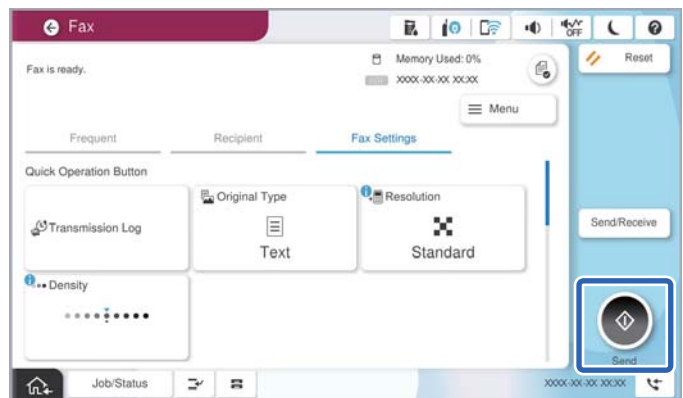 Fax
OFF
Fax is ready.
Memory Used: 0%
XXXX-XX-XX XX:XX
Reset
Menu
Frequent
Recipient
Fax Settings
Quick Operation Button
Transmission Log
Original Type
Text
Resolution
Standard
Send/Receive
Density
Send
Job/Status
XXXX-XX-XX XX:XX